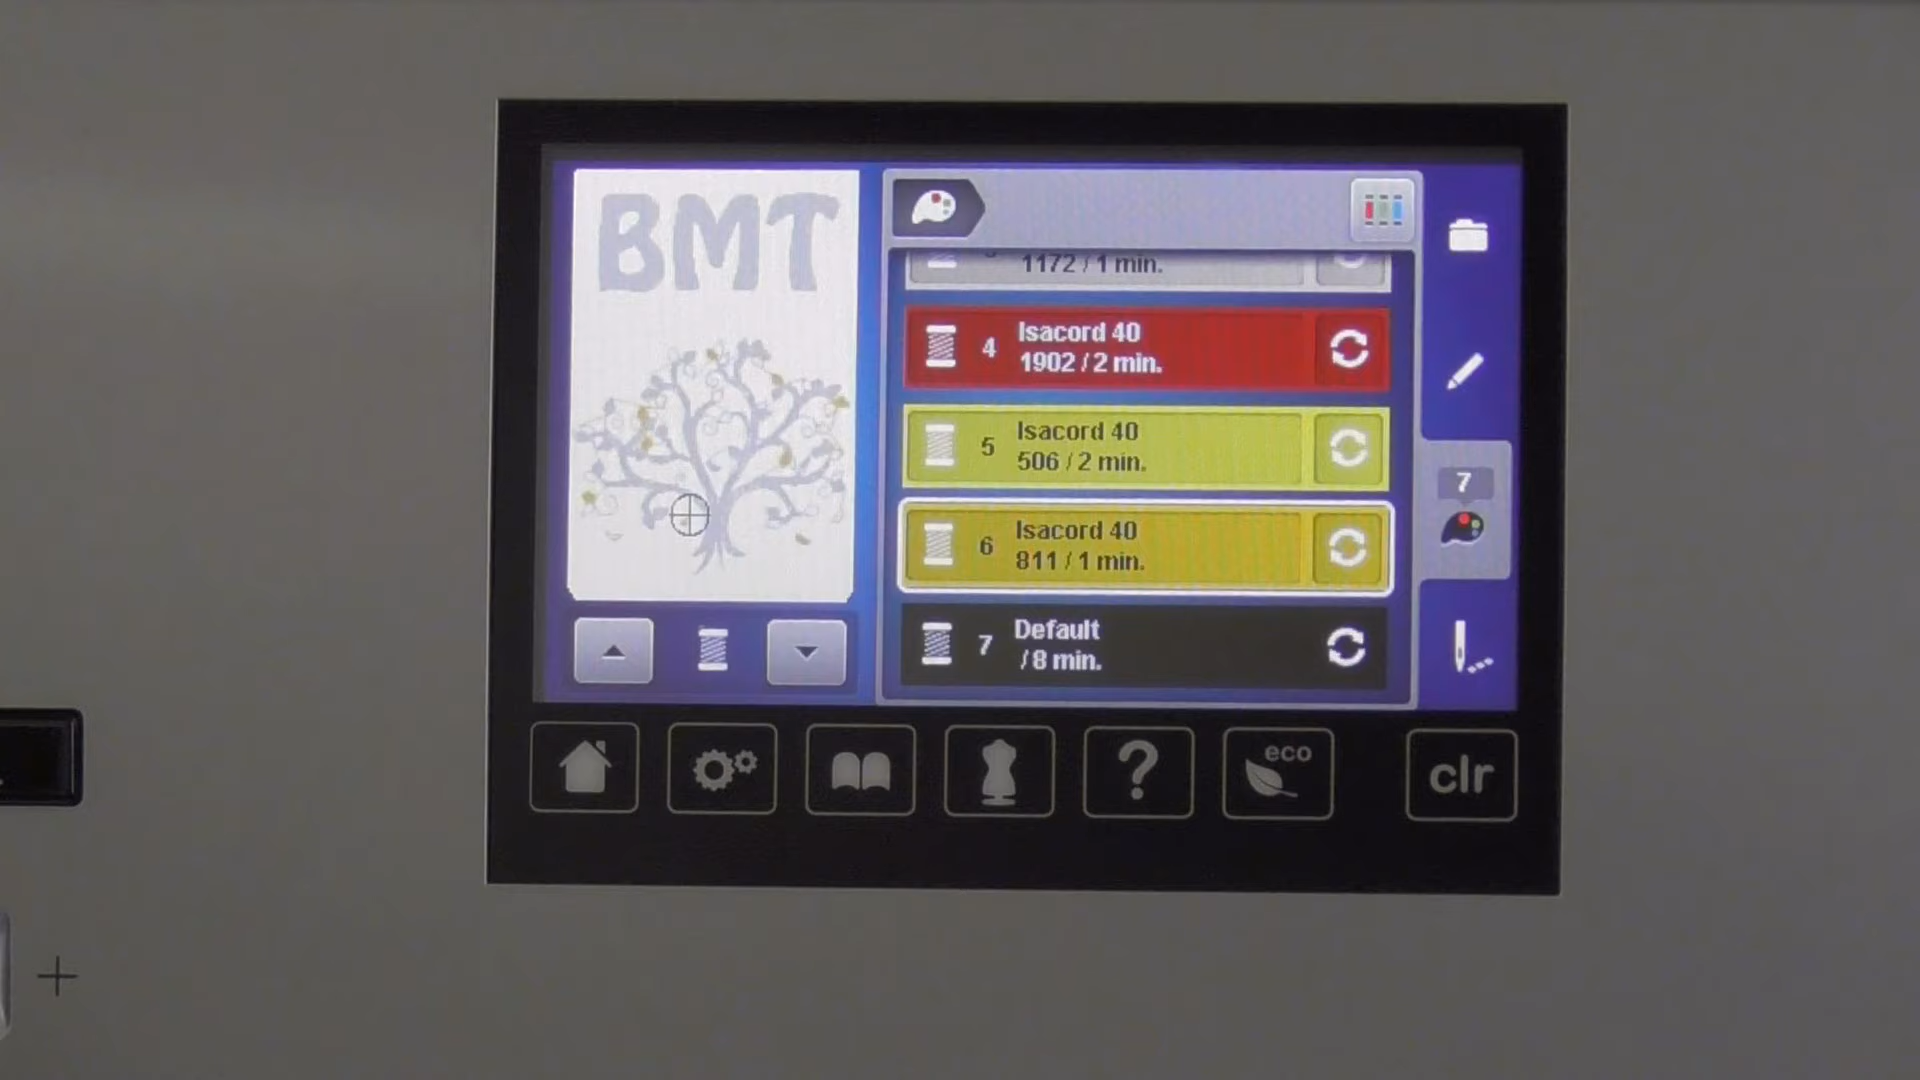 BMT
1172 / 1 min.
4
Isacord 40
1902 / 2 min.
5
Isacord 40
506 / 2 min.
6
Isacord 40
811 / 1 min.
7
Default
/ 8 min.
7
?
eco
clr
+